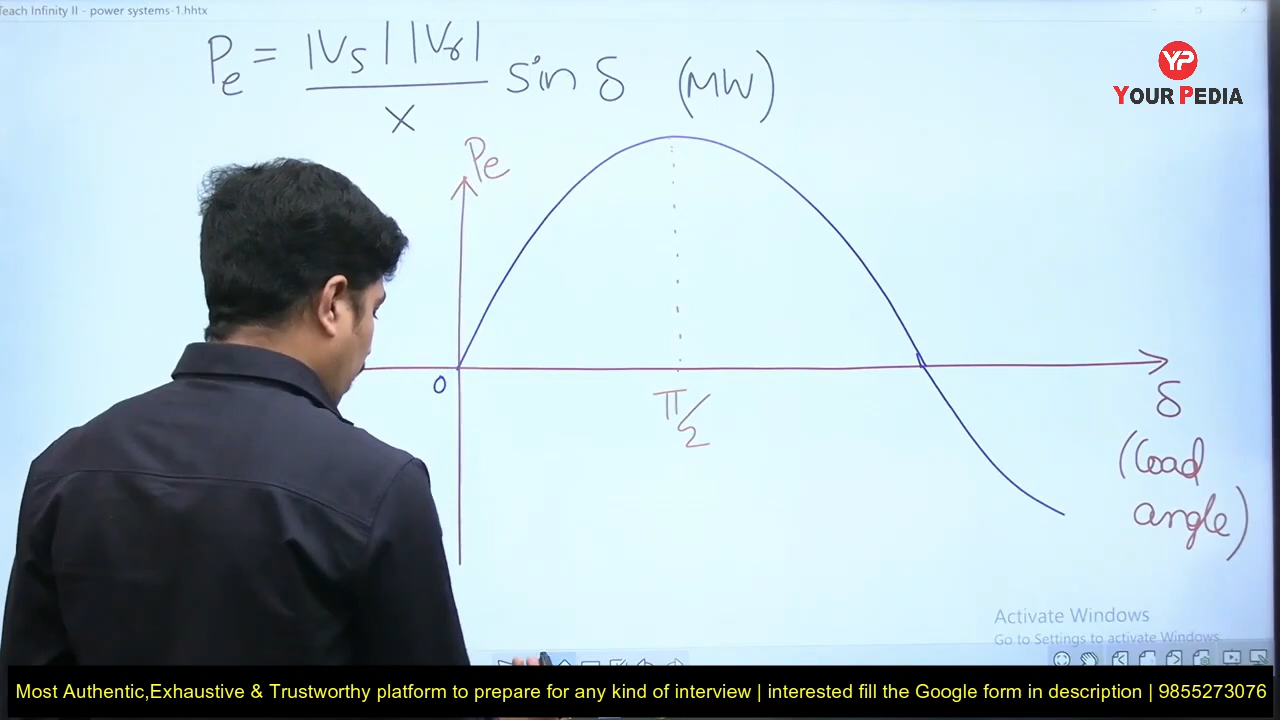 Teach Infinity II - power systems-1.hhtx
Pe = |Vs| |Vr| / X sin δ (MW)
YP
YOUR PEDIA
Pe
0
π/2
δ
(Load
angle)
Activate Windows
Go to Settings to activate Windows.
Most Authentic,Exhaustive & Trustworthy platform to prepare for any kind of interview | interested fill the Google form in description | 9855273076